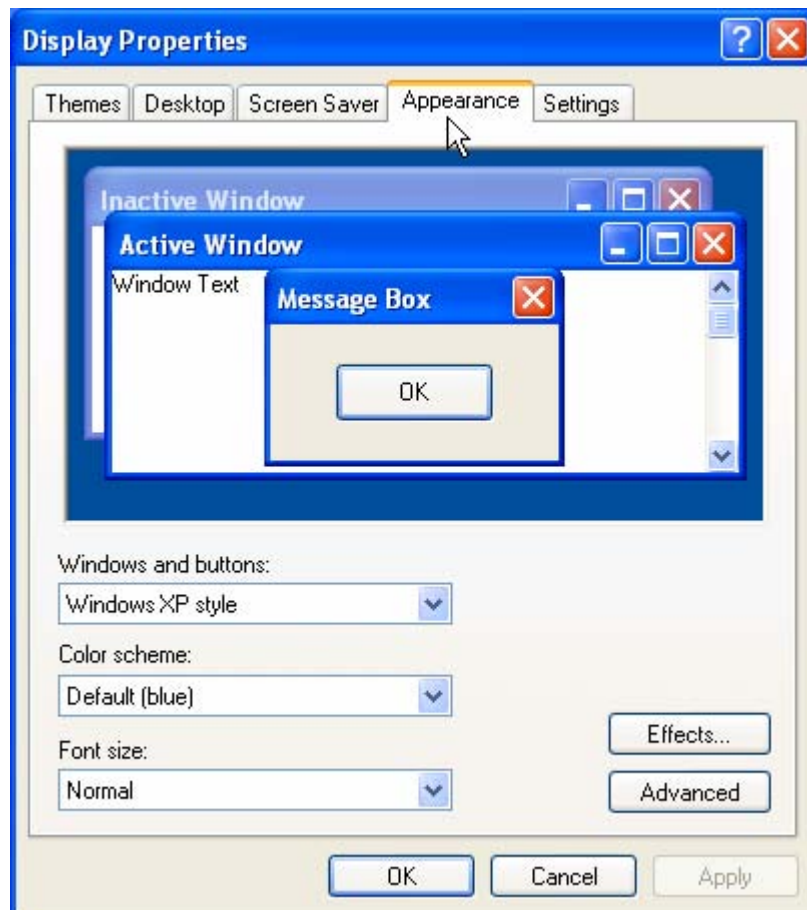 Display Properties
Themes Desktop Screen Saver Appearance Settings
Inactive Window
Active Window
Window Text
Message Box
OK
Windows and buttons:
Windows XP style
Color scheme:
Default (blue)
Effects...
Font size:
Normal
Advanced
OK Cancel Apply